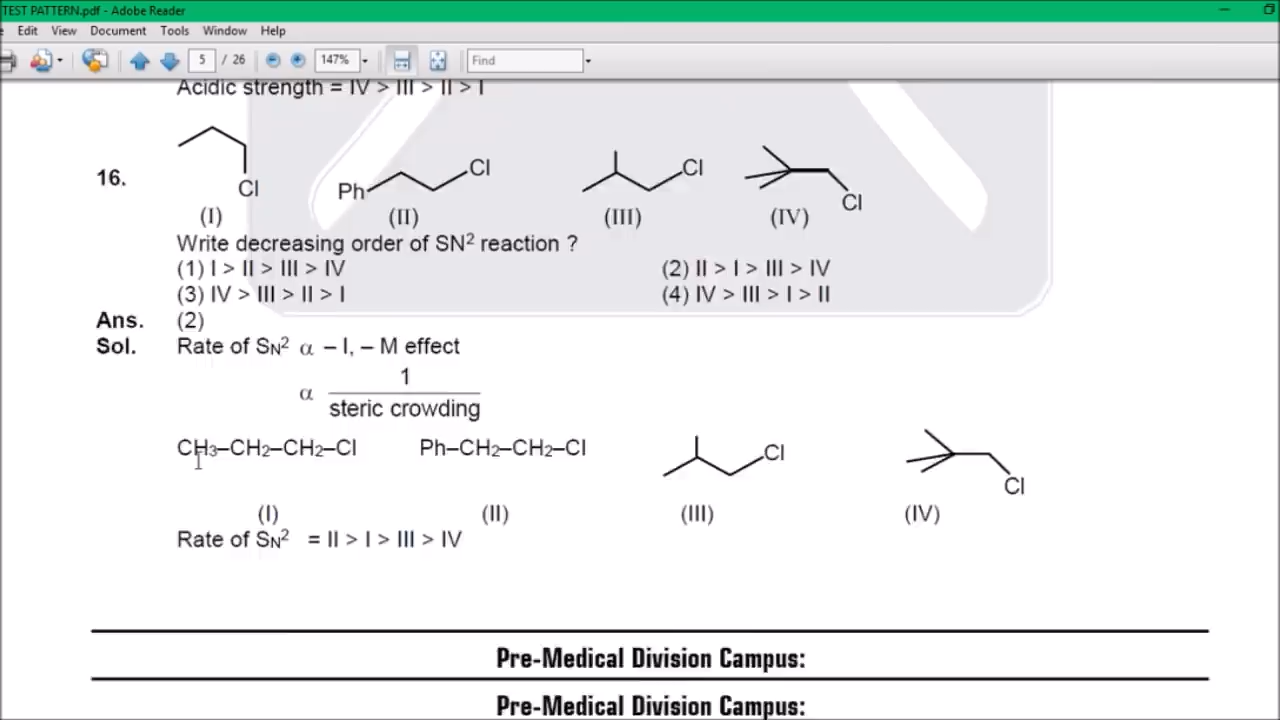 TEST PATTERN.pdf - Adobe Reader
Edit View Document Tools Window Help
5 / 26 147% Find
Acidic strength = IV > III > II > I
16.
Cl Ph Cl Cl Cl
(I) (II) (III) (IV)
Write decreasing order of SN² reaction ?
(1) I > II > III > IV (2) II > I > III > IV
(3) IV > III > II > I (4) IV > III > I > II
Ans. (2)
Sol. Rate of SN² α – I, – M effect
α 1
steric crowding
CH₃–CH₂–CH₂–Cl Ph–CH₂–CH₂–Cl Cl Cl
(I) (II) (III) (IV)
Rate of SN² = II > I > III > IV
Pre-Medical Division Campus:
Pre-Medical Division Campus: